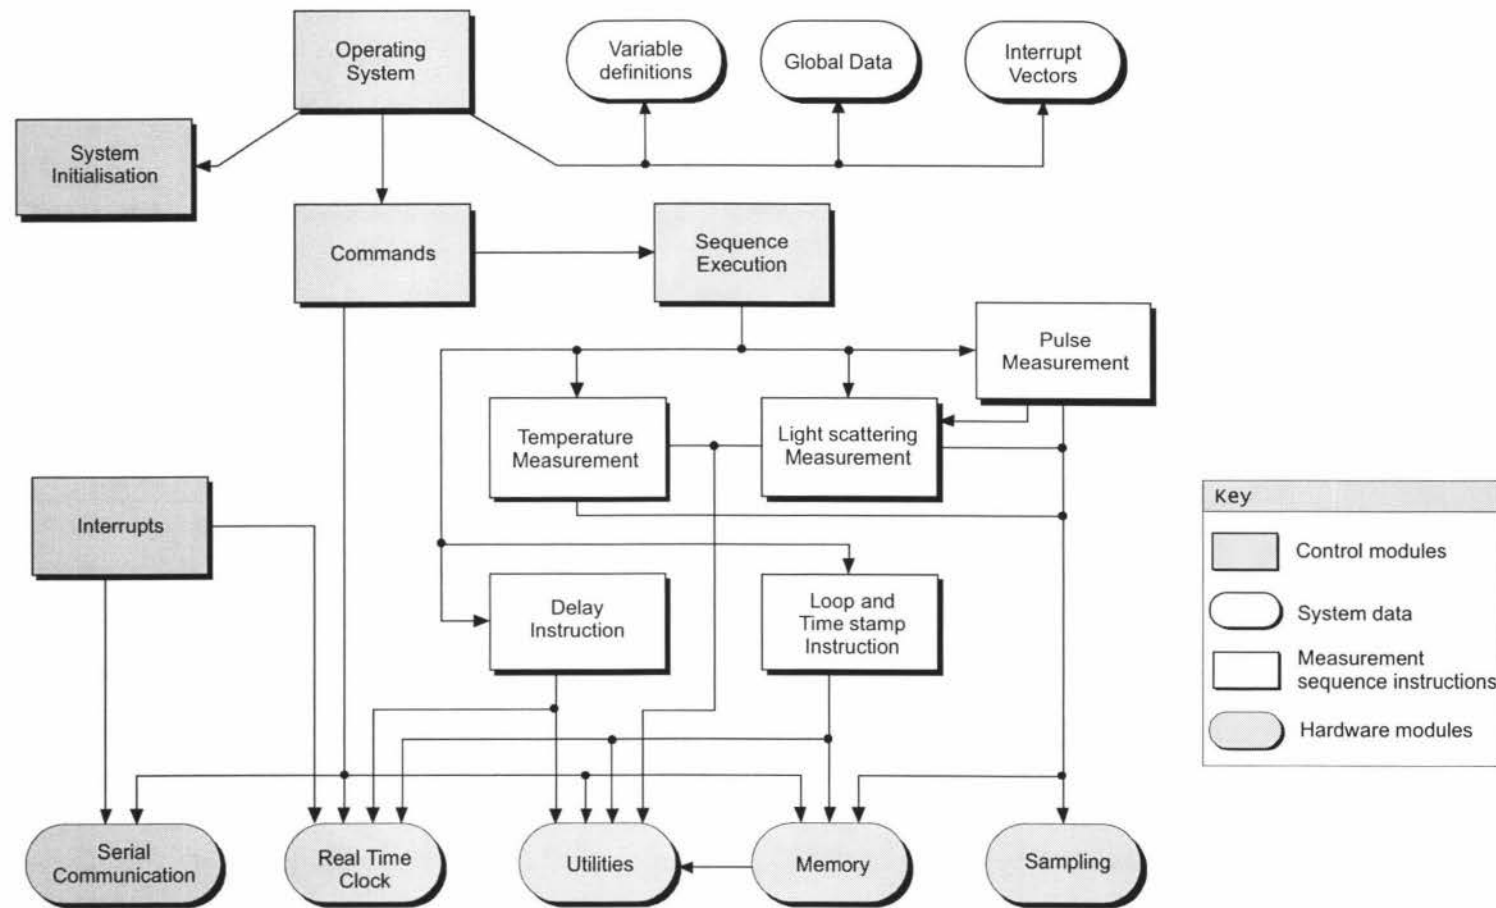 Operating
System
Variable
definitions
Global Data
Interrupt
Vectors
System
Initialisation
Commands
Sequence
Execution
Pulse
Measurement
Temperature
Measurement
Light scattering
Measurement
Interrupts
Delay
Instruction
Loop and
Time stamp
Instruction
Serial
Communication
Real Time
Clock
Utilities
Memory
Sampling
Key
Control modules
System data
Measurement
sequence instructions
Hardware modules